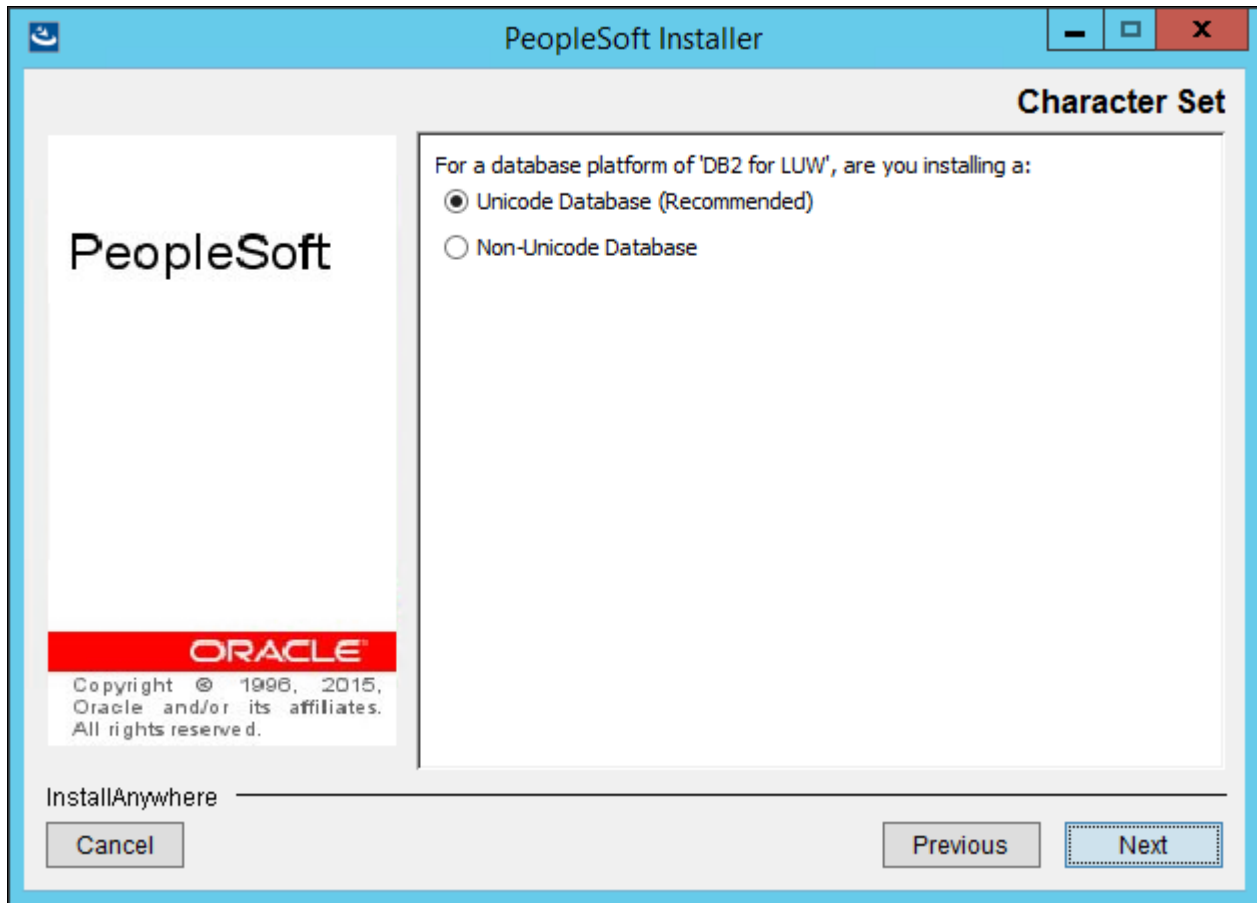 PeopleSoft Installer
Character Set
PeopleSoft
For a database platform of 'DB2 for LUW', are you installing a:
Unicode Database (Recommended)
Non-Unicode Database
ORACLE
Copyright © 1996, 2015,
Oracle and/or its affiliates.
All rights reserved.
InstallAnywhere
Cancel
Previous
Next